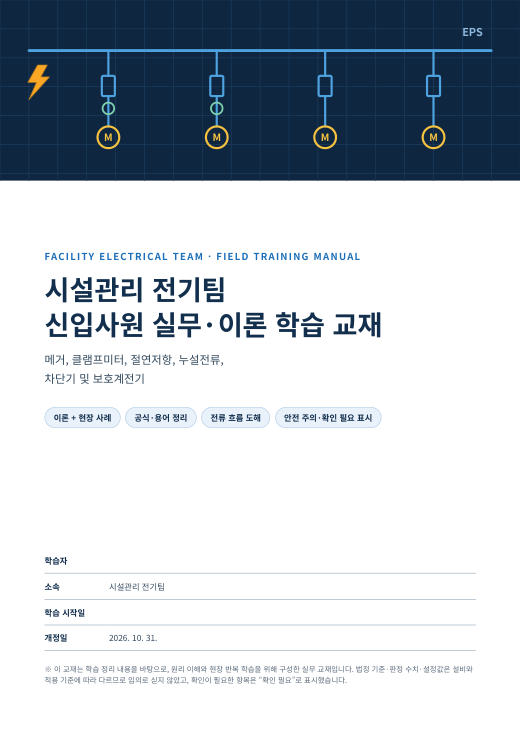 EPS
M
M
M
M
FACILITY ELECTRICAL TEAM · FIELD TRAINING MANUAL
시설관리 전기팀
신입사원 실무·이론 학습 교재
메거, 클램프미터, 절연저항, 누설전류,
차단기 및 보호계전기
이론 + 현장 사례
공식·용어 정리
전류 흐름 도해
안전 주의·확인 필요 표시
학습자
소속 시설관리 전기팀
학습 시작일
개정일 2026. 10. 31.
※ 이 교재는 학습 정리 내용을 바탕으로, 원리 이해와 현장 반복 학습을 위해 구성한 실무 교재입니다. 법정 기준·판정 수치·설정값은 설비와
적용 기준에 따라 다르므로 임의로 싣지 않았고, 확인이 필요한 항목은 “확인 필요”로 표시했습니다.